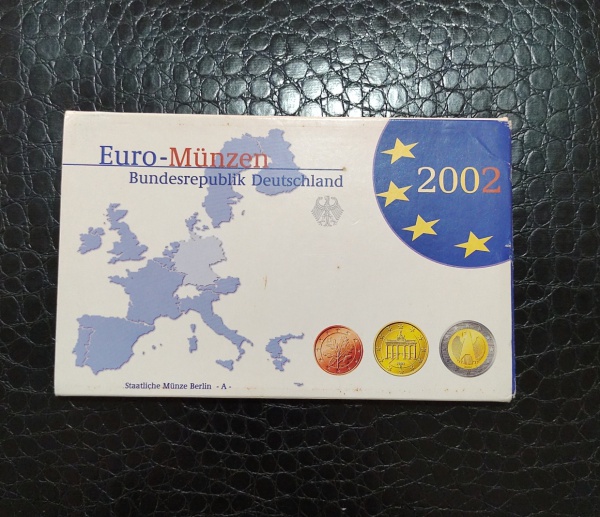 Euro-Münzen
Bundesrepublik Deutschland
2002
Staatliche Münze Berlin - A -